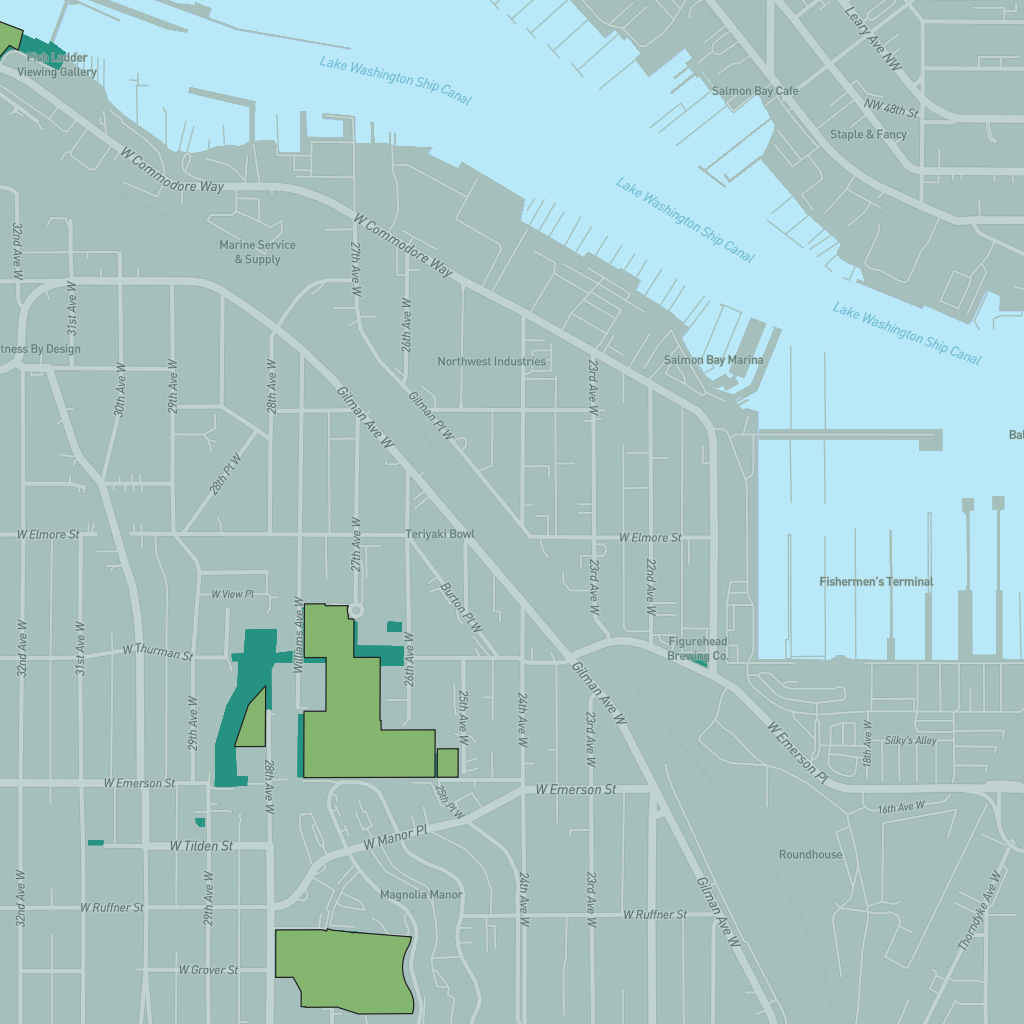 Leary Ave NW
Fish Ladder
Viewing Gallery
Lake Washington Ship Canal
Salmon Bay Cafe
NW 48th St
Staple & Fancy
W Commodore Way
Lake Washington Ship Canal
W Commodore Way
32nd Ave W
Marine Service
& Supply
27th Ave W
31st Ave W
26th Ave W
Lake Washington Ship Canal
tness By Design
Northwest Industries
Salmon Bay Marina
30th Ave W
29th Ave W
28th Ave W
23rd Ave W
Gilman Ave W
Gilman Pl W
Bal
28th Pl W
W Elmore St
Teriyaki Bowl
27th Ave W
W Elmore St
Fishermen's Terminal
23rd Ave W
22nd Ave W
W View Pl
Burton Pl W
Williams Ave W
32nd Ave W
31st Ave W
W Thurman St
26th Ave W
Figurehead
Brewing Co.
Gilman Ave W
29th Ave W
25th Ave W
24th Ave W
23rd Ave W
W Emerson Pl
18th Ave W
Silky's Alley
W Emerson St
28th Ave W
25th Pl W
W Emerson St
16th Ave W
W Tilden St
W Manor Pl
Roundhouse
32nd Ave W
29th Ave W
Magnolia Manor
24th Ave W
23rd Ave W
Gilman Ave W
Thorndyke Ave W
W Ruffner St
W Ruffner St
W Grover St